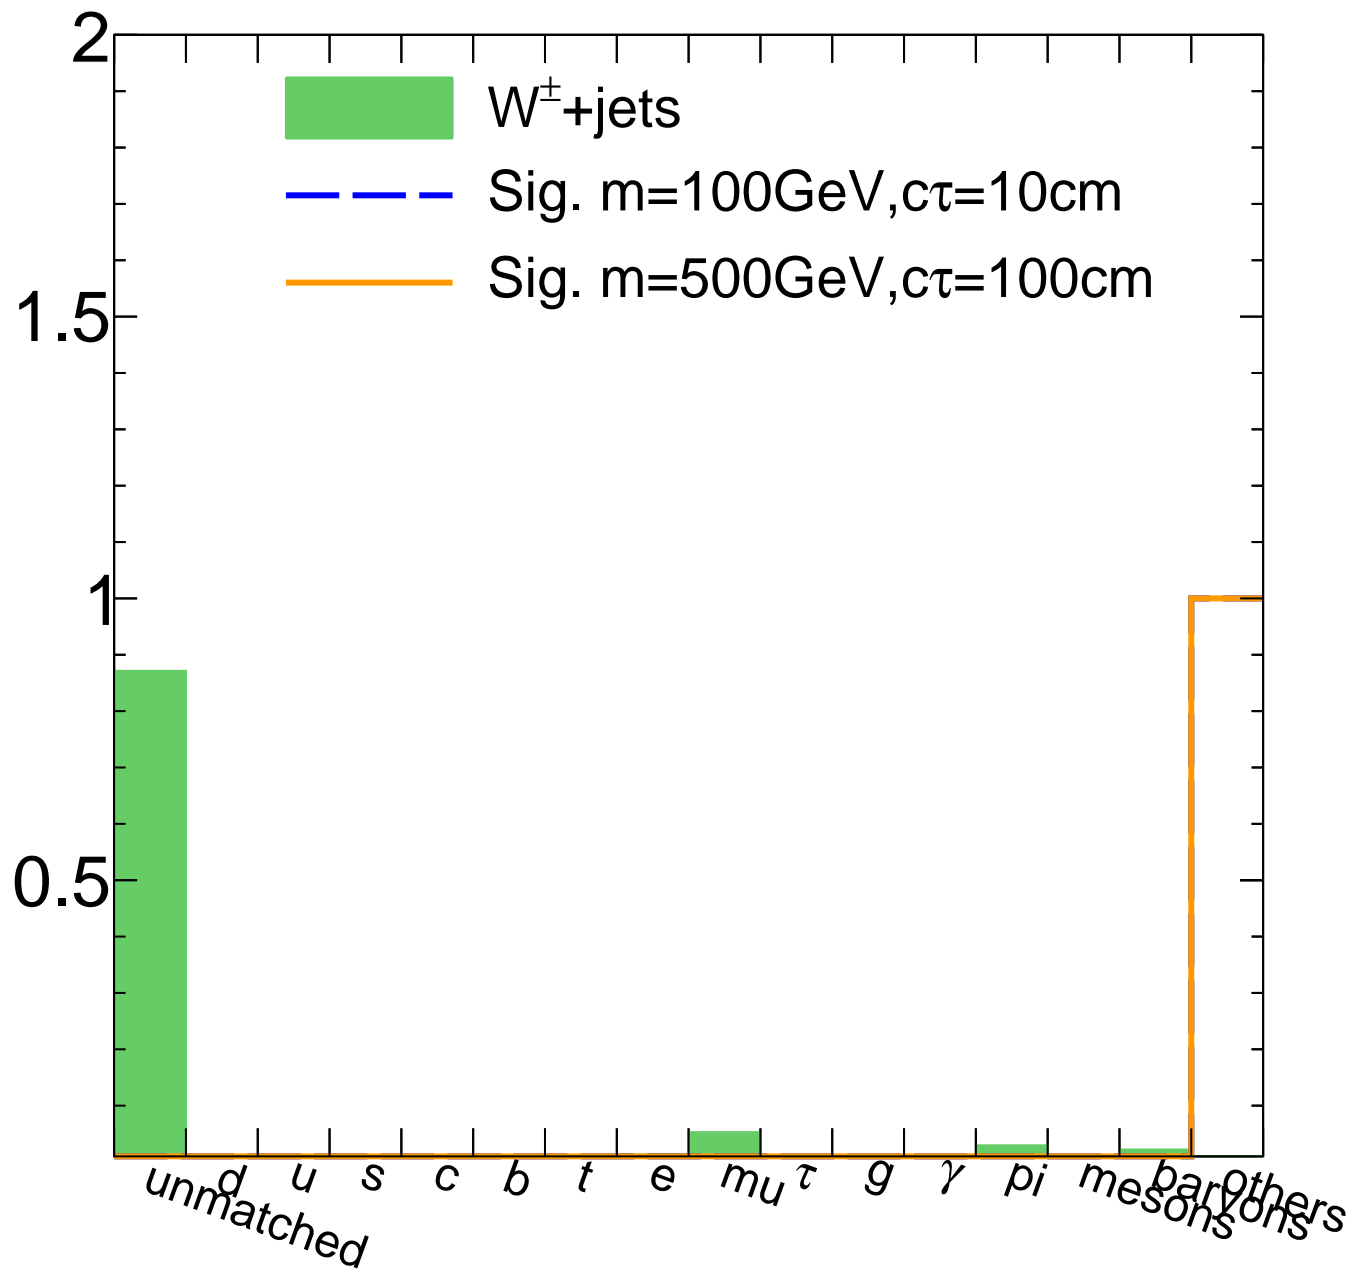 2
W±+jets
Sig. m=100GeV,cτ=10cm
Sig. m=500GeV,cτ=100cm
1.5
1
0.5
unmatched d u s c b t e mu τ g γ pi mesons baryons others